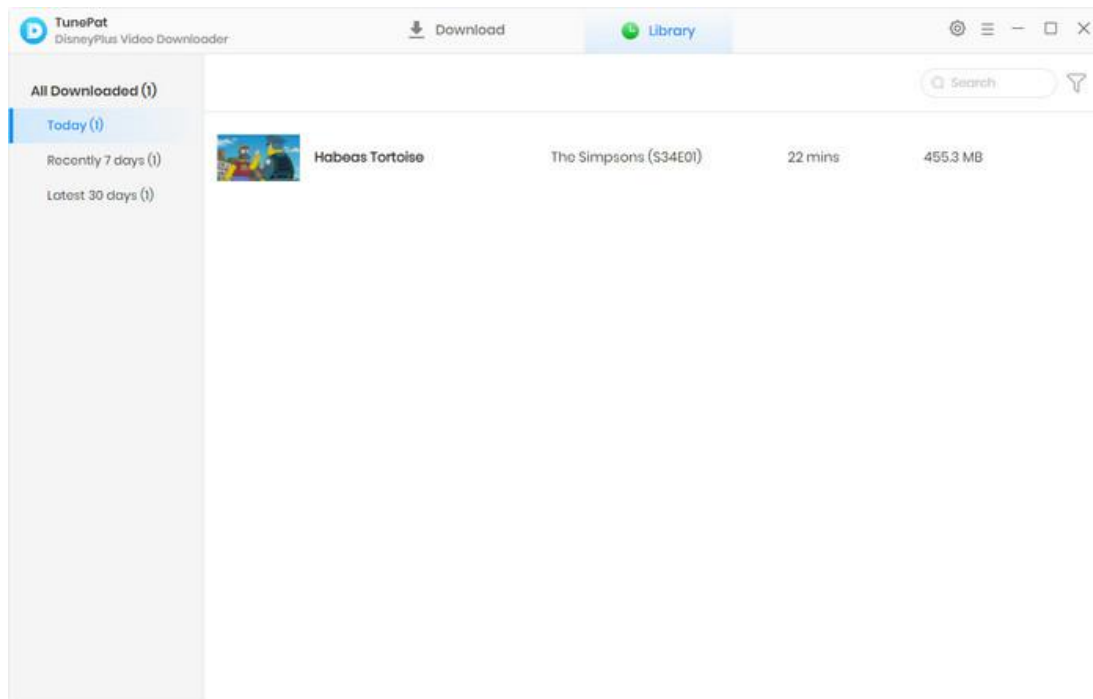 TunePat
DisneyPlus Video Downloader
Download
Library
Search
All Downloaded (1)
Today (1)
Recently 7 days (1)
Latest 30 days (1)
Habeas Tortoise The Simpsons (S34E01) 22 mins 455.3 MB